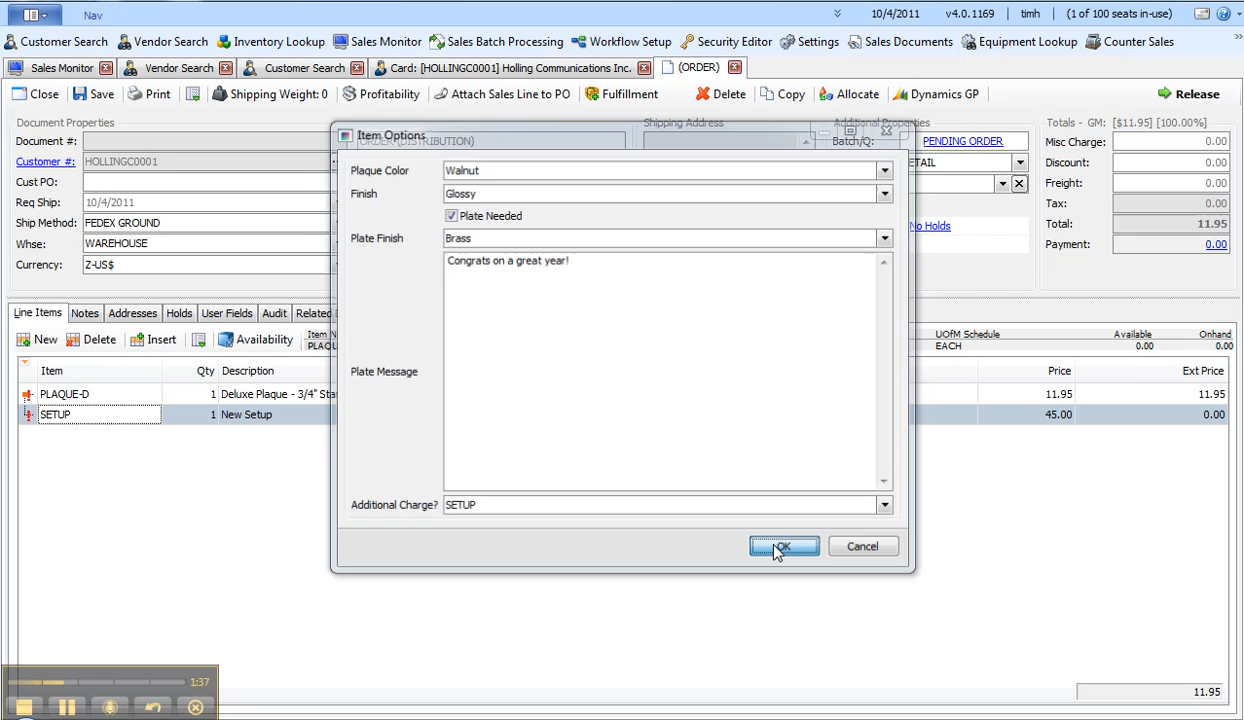 Nav 10/4/2011 v4.0.1169 timh (1 of 100 seats in-use)
Customer Search Vendor Search Inventory Lookup Sales Monitor Sales Batch Processing Workflow Setup Security Editor Settings Sales Documents Equipment Lookup Counter Sales
Sales Monitor Vendor Search Customer Search Card: [HOLLINGC0001] Holling Communications Inc. (ORDER)
Close Save Print Shipping Weight: 0 Profitability Attach Sales Line to PO Fulfillment Delete Copy Allocate Dynamics GP Release
Document Properties Shipping Address Additional Properties Totals - GM: [$11.95] [100.00%]
Item Options
Document #: ORDER (DISTRIBUTION) Batch/Q: PENDING ORDER Misc Charge: 0.00
Customer #: HOLLINGC0001 ETAIL Discount: 0.00
Plaque Color Walnut
Cust PO: Freight: 0.00
Finish Glossy
Req Ship: 10/4/2011 Tax: 0.00
Plate Needed
Ship Method: FEDEX GROUND No Holds Total: 11.95
Plate Finish Brass
Whse: WAREHOUSE Payment: 0.00
Congrats on a great year!
Currency: Z-US$
Line Items Notes Addresses Holds User Fields Audit Related
New Delete Insert Availability Item N UOfM Schedule Available Onhand
PLAQU EACH 0.00 0.00
Plate Message
Item Qty Description Price Ext Price
PLAQUE-D 1 Deluxe Plaque - 3/4" Sta 11.95 11.95
SETUP 1 New Setup 45.00 0.00
Additional Charge? SETUP
OK Cancel
1:37
11.95